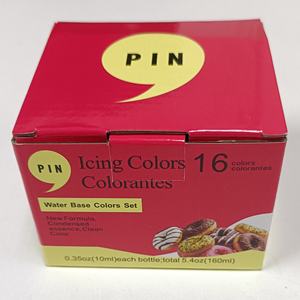 PIN
PIN
Icing Colors 16 colors
Colorantes colorantes
Water Base Colors Set
New Formula,
Condensed
essence,Clean
Color
0.35oz(10ml)each bottle;total 5.4oz(160ml)